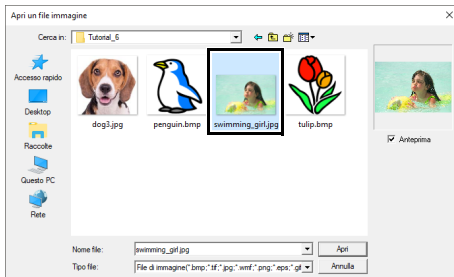 Apri un file immagine
Cerca in: Tutorial_6
Accesso rapido
Desktop
Raccolte
Questo PC
Rete
dog3.jpg penguin.bmp swimming_girl.jpg tulip.bmp
Anteprima
Nome file: swimming_girl.jpg Apri
Tipo file: File di immagine(*.bmp;*.tif;*.jpg;*.wmf;*.png;*.eps;*.gif Annulla